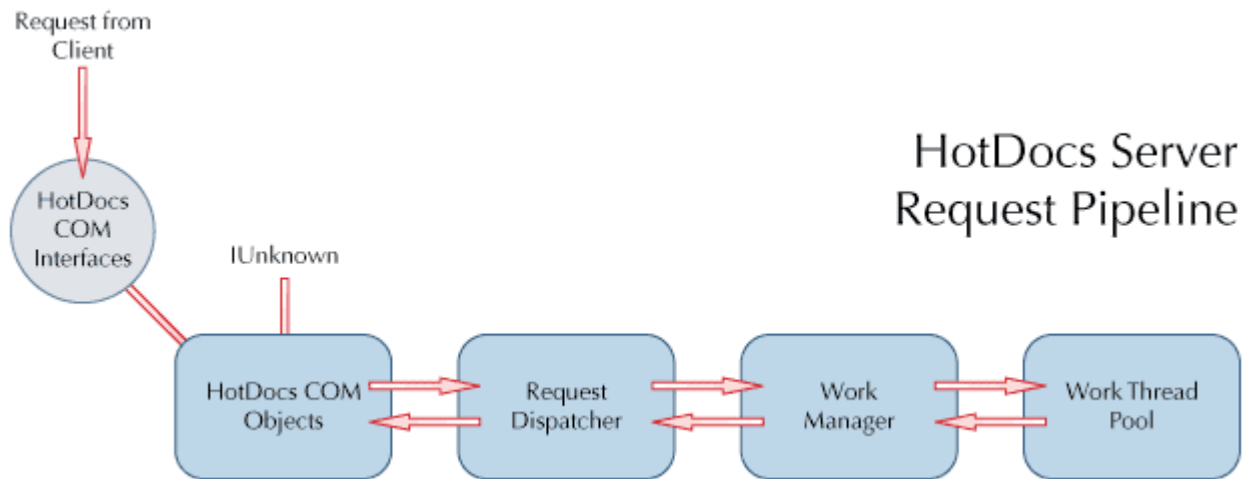 Request from
Client
HotDocs Server
Request Pipeline
HotDocs
COM
Interfaces
IUnknown
HotDocs COM
Objects
Request
Dispatcher
Work
Manager
Work Thread
Pool